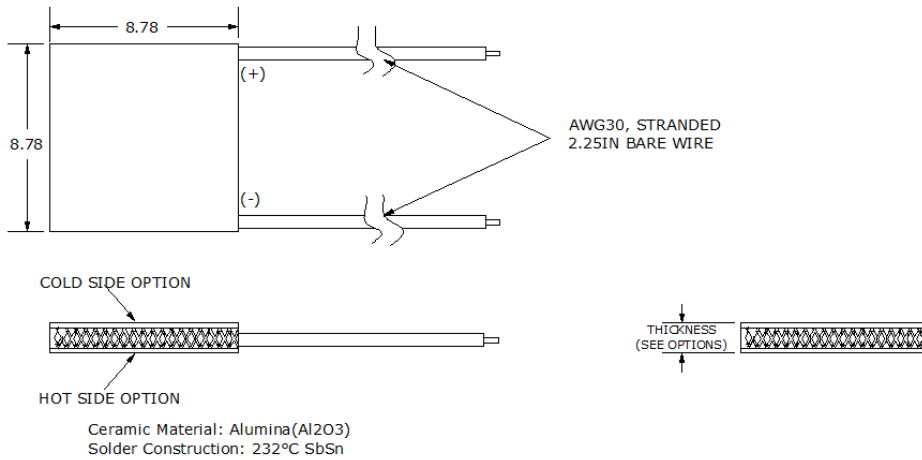 8.78
(+)
8.78
AWG30, STRANDED
2.25IN BARE WIRE
(-)
COLD SIDE OPTION
THICKNESS
(SEE OPTIONS)
HOT SIDE OPTION
Ceramic Material: Alumina(Al2O3)
Solder Construction: 232°C SbSn